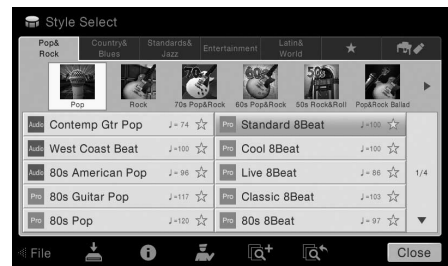 Style Select
Pop& Rock
Country& Blues
Standards& Jazz
Entertainment
Latin& World
Pop
Rock
70s Pop&Rock
60s Pop&Rock
50s Rock&Roll
Pop&Rock Ballad
Audio Contemp Gtr Pop ♩= 74
Pro Standard 8Beat ♩=100
Audio West Coast Beat ♩=100
Pro Cool 8Beat ♩=100
Audio 80s American Pop ♩= 96
Pro Live 8Beat ♩= 86
1/4
Pro 80s Guitar Pop ♩=117
Pro Classic 8Beat ♩=103
Pro 80s Pop ♩=120
Pro 80s 8Beat ♩= 97
File
Close